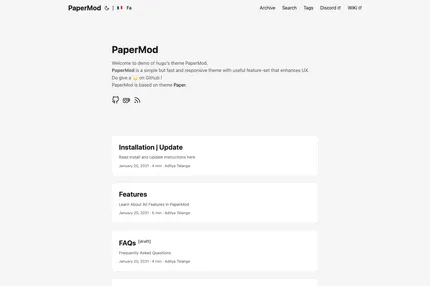 PaperMod | Fa
Archive Search Tags Discord WiKi
PaperMod
Welcome to demo of hugo's theme PaperMod.
PaperMod is a simple but fast and responsive theme with useful feature-set that enhances UX.
Do give a ⭐ on Github !
PaperMod is based on theme Paper.
Installation | Update
Read Install and Update Instructions here
January 20, 2021 · 4 min · Aditya Telange
Features
Learn About All Features in PaperMod
January 20, 2021 · 6 min · Aditya Telange
FAQs [draft]
Frequently Asked Questions
January 20, 2021 · 4 min · Aditya Telange